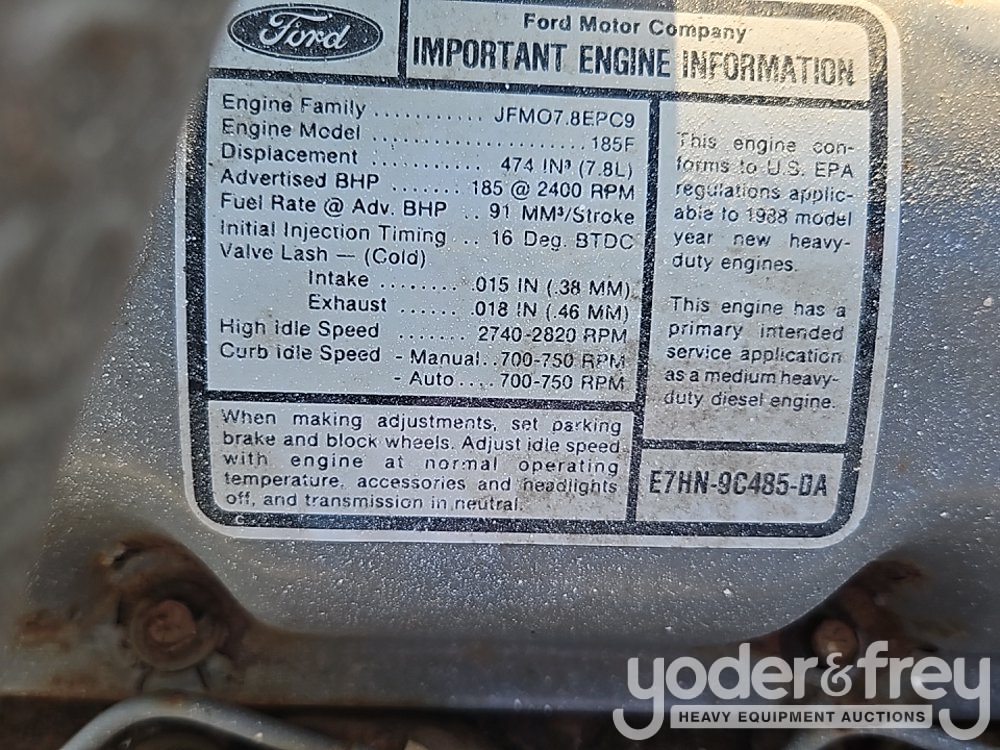 Ford
Ford Motor Company
IMPORTANT ENGINE INFORMATION
Engine Family ........... JFMO7.8EPC9
Engine Model ...................... 185F
Displacement ............ 474 IN³ (7.8L)
Advertised BHP ....... 185 @ 2400 RPM
Fuel Rate @ Adv. BHP .. 91 MM³/Stroke
Initial Injection Timing .. 16 Deg. BTDC
Valve Lash — (Cold)
Intake ........ .015 IN (.38 MM)
Exhaust ...... .018 IN (.46 MM)
High Idle Speed ....... 2740-2820 RPM
Curb Idle Speed - Manual..700-750 RPM
- Auto .... 700-750 RPM
When making adjustments, set parking
brake and block wheels. Adjust idle speed
with engine at normal operating
temperature, accessories and headlights
off, and transmission in neutral.
This engine con-
forms to U.S. EPA
regulations applic-
able to 1988 model
year new heavy-
duty engines.
This engine has a
primary intended
service application
as a medium heavy-
duty diesel engine.
E7HN-9C485-DA
yoder&frey
HEAVY EQUIPMENT AUCTIONS